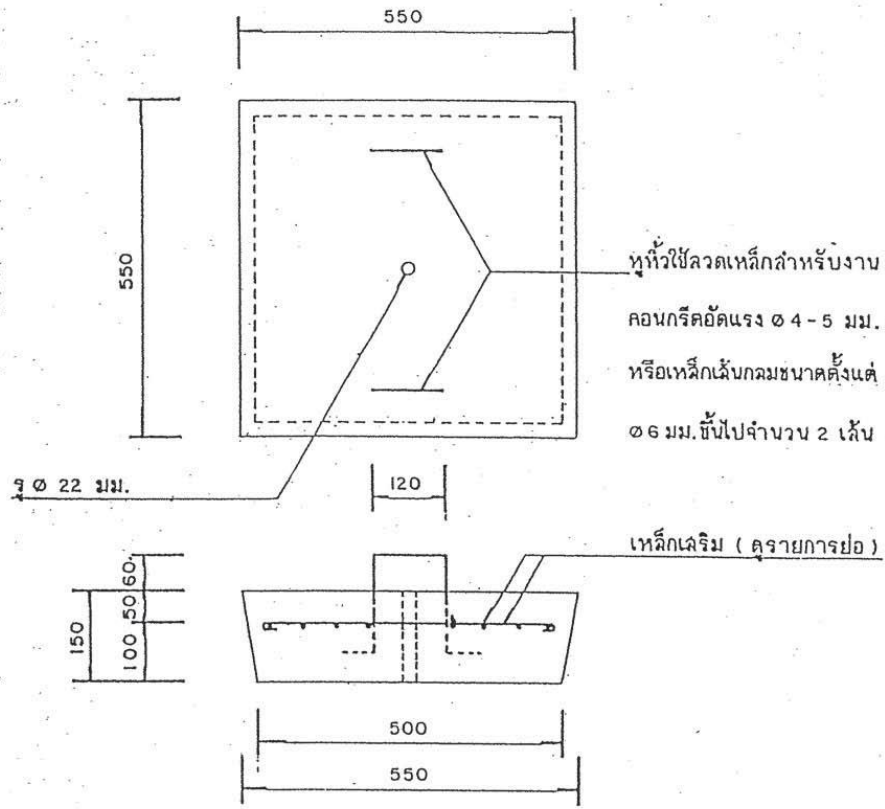 550
550
หูหิ้วใช้ลวดเหล็กสำหรับงาน
คอนกรีตอัดแรง Ø 4-5 มม.
หรือเหล็กเส้นกลมขนาดตั้งแต่
Ø 6 มม.ขึ้นไปจำนวน 2 เส้น
รู Ø 22 มม.
120
เหล็กเสริม ( ดูรายการย่อ )
60
50
150
100
500
550